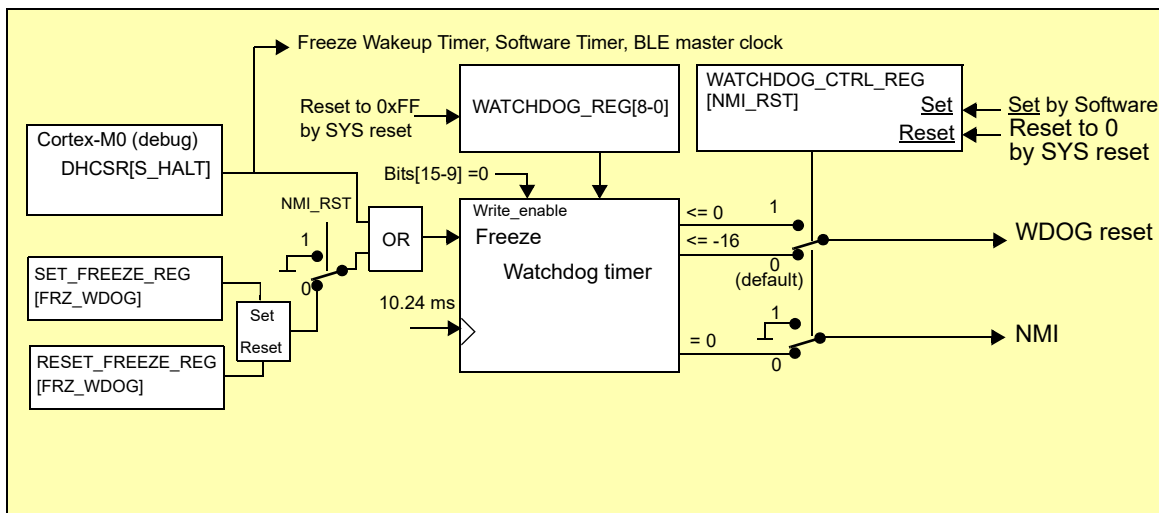 Freeze Wakeup Timer, Software Timer, BLE master clock
Reset to 0xFF
by SYS reset
WATCHDOG_REG[8-0]
WATCHDOG_CTRL_REG
[NMI_RST]
Set
Reset
Set by Software
Reset to 0
by SYS reset
Cortex-M0 (debug)
DHCSR[S_HALT]
Bits[15-9] =0
NMI_RST
1
0
OR
Write_enable
Freeze
Watchdog timer
10.24 ms
SET_FREEZE_REG
[FRZ_WDOG]
Set
Reset
RESET_FREEZE_REG
[FRZ_WDOG]
<= 0
<= -16
1
0
(default)
WDOG reset
= 0
1
0
NMI